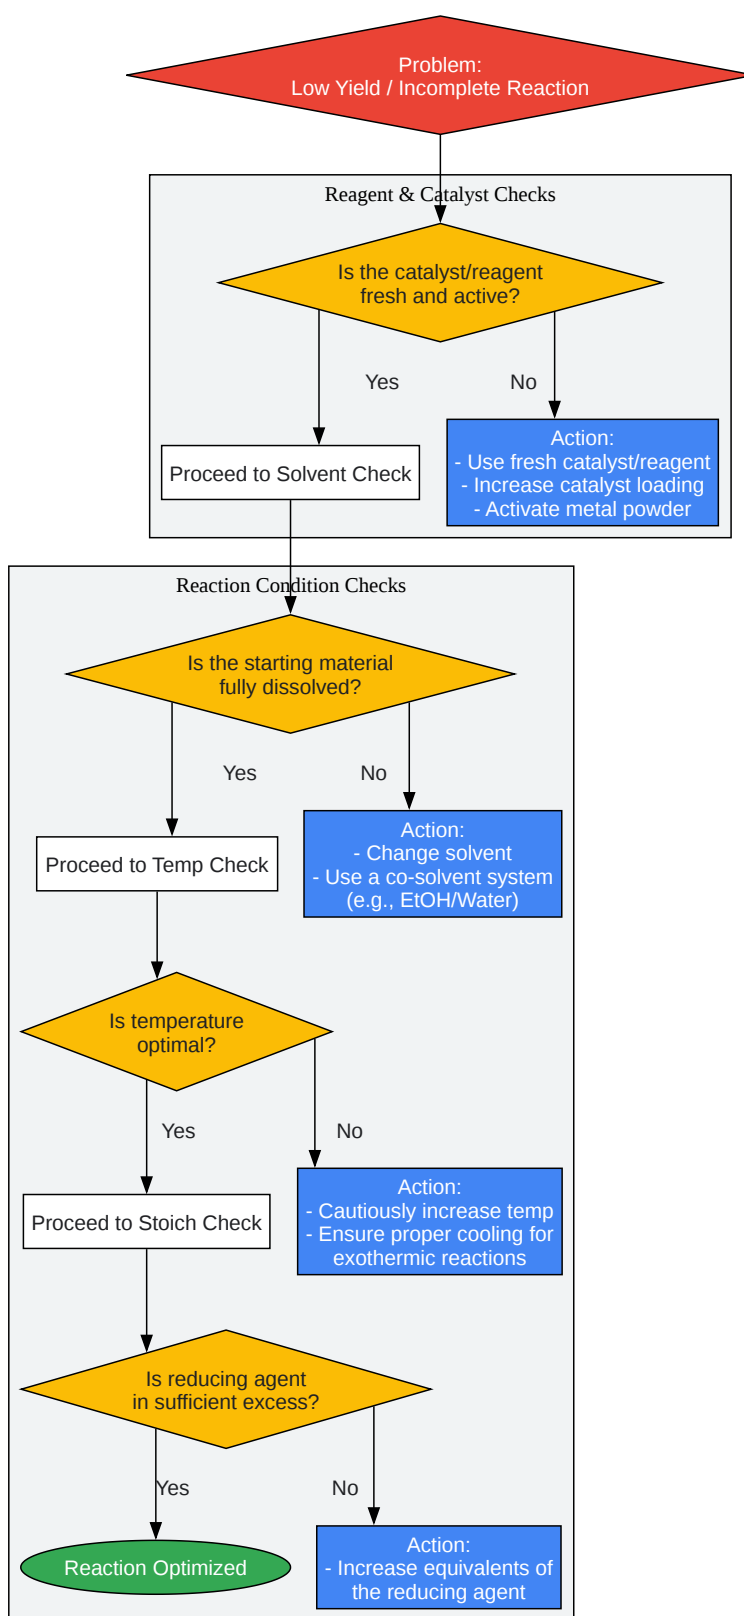 Problem:
Low Yield / Incomplete Reaction
Reagent & Catalyst Checks
Is the catalyst/reagent
fresh and active?
Yes
No
Proceed to Solvent Check
Action:
- Use fresh catalyst/reagent
- Increase catalyst loading
- Activate metal powder
Reaction Condition Checks
Is the starting material
fully dissolved?
Yes
No
Proceed to Temp Check
Action:
- Change solvent
- Use a co-solvent system
(e.g., EtOH/Water)
Is temperature
optimal?
Yes
No
Proceed to Stoich Check
Action:
- Cautiously increase temp
- Ensure proper cooling for
exothermic reactions
Is reducing agent
in sufficient excess?
Yes
No
Reaction Optimized
Action:
- Increase equivalents of
the reducing agent